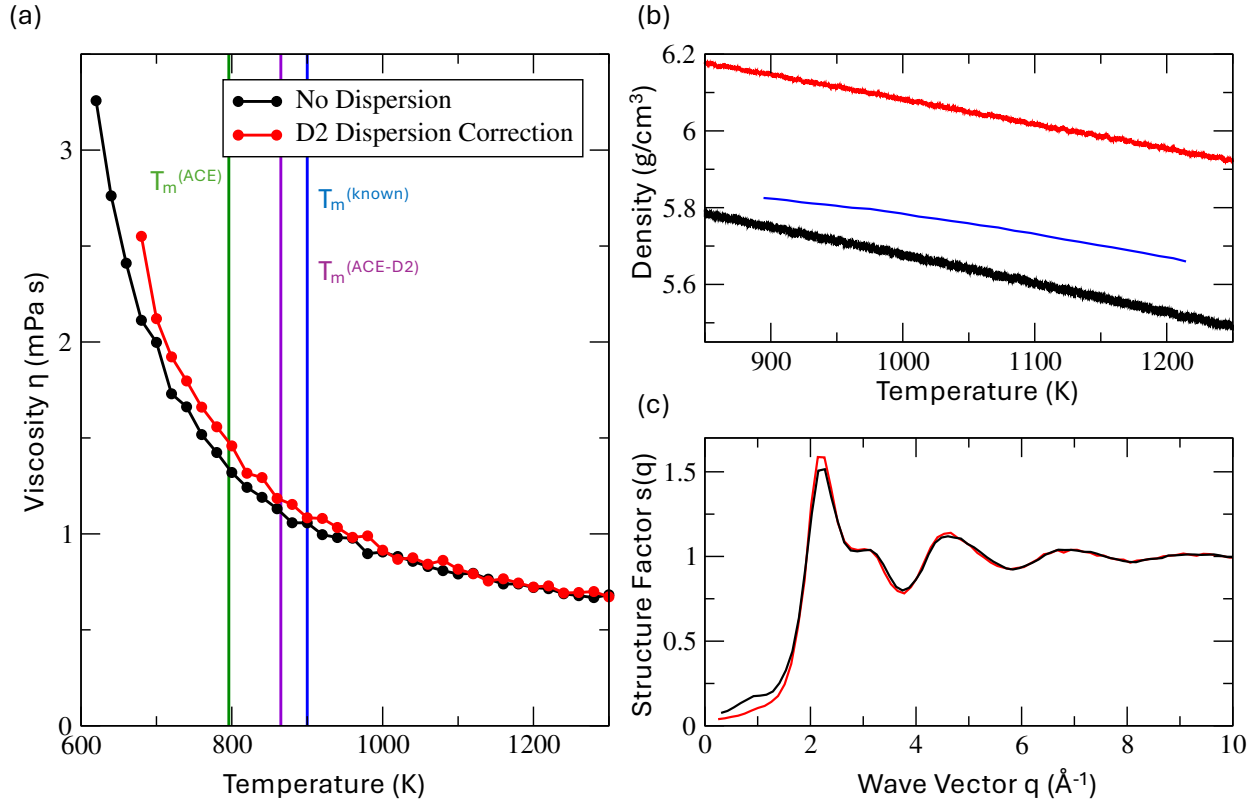 (a)
Viscosity η (mPa s)
3
2
1
0
600
800
1000
1200
Temperature (K)
No Dispersion
D2 Dispersion Correction
Tm(ACE)
Tm(known)
Tm(ACE-D2)
(b)
Density (g/cm³)
6.2
6
5.8
5.6
900
1000
1100
1200
Temperature (K)
(c)
Structure Factor s(q)
1.5
1
0.5
0
0
2
4
6
8
10
Wave Vector q (Å⁻¹)